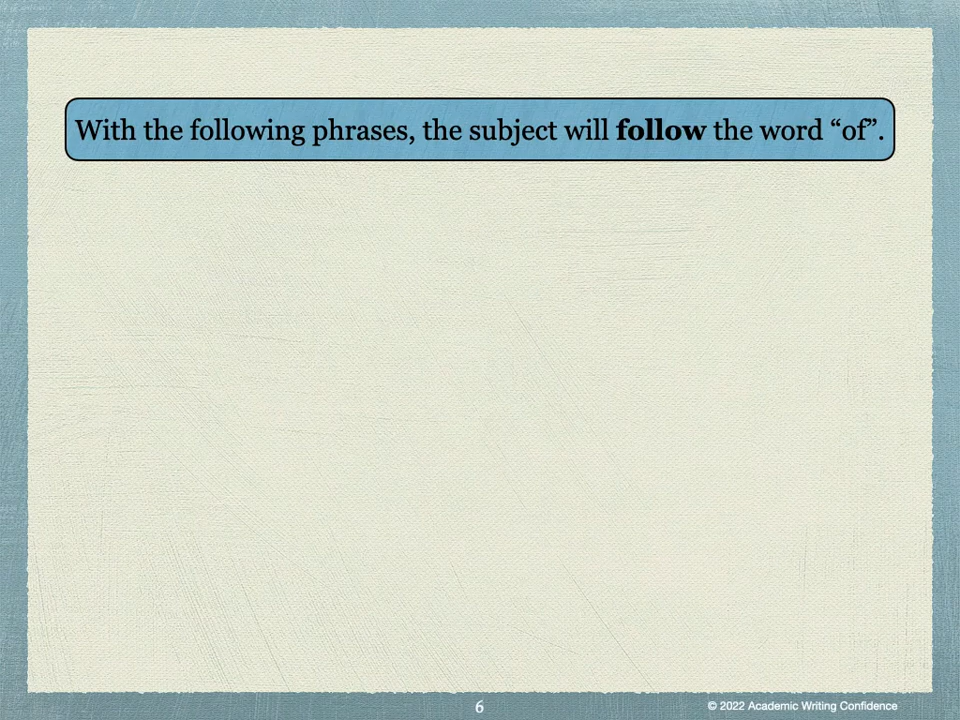 With the following phrases, the subject will follow the word “of”.
6
© 2022 Academic Writing Confidence